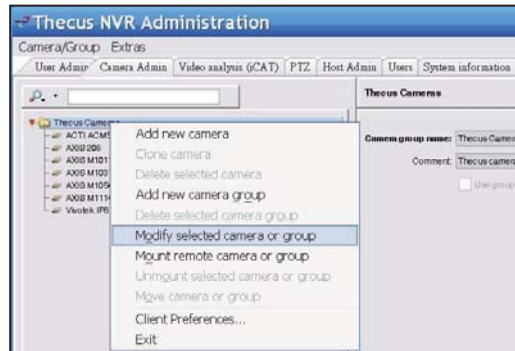 Thecus NVR Administration
Camera/Group Extras
User Admin Camera Admin Video analysis (iCAT) PTZ Host Admin Users System information
Thecus Cameras
Thecus Camera
ACTi ACM5
AXIS 206
AXIS M101
AXIS M103
AXIS M105
AXIS M111
Vivotek IP8
Add new camera
Clone camera
Delete selected camera
Add new camera group
Delete selected camera group
Modify selected camera or group
Mount remote camera or group
Unmount selected camera or group
Move camera or group
Client Preferences...
Exit
Camera group name: Thecus Camer
Comment: Thecus camera
Use group